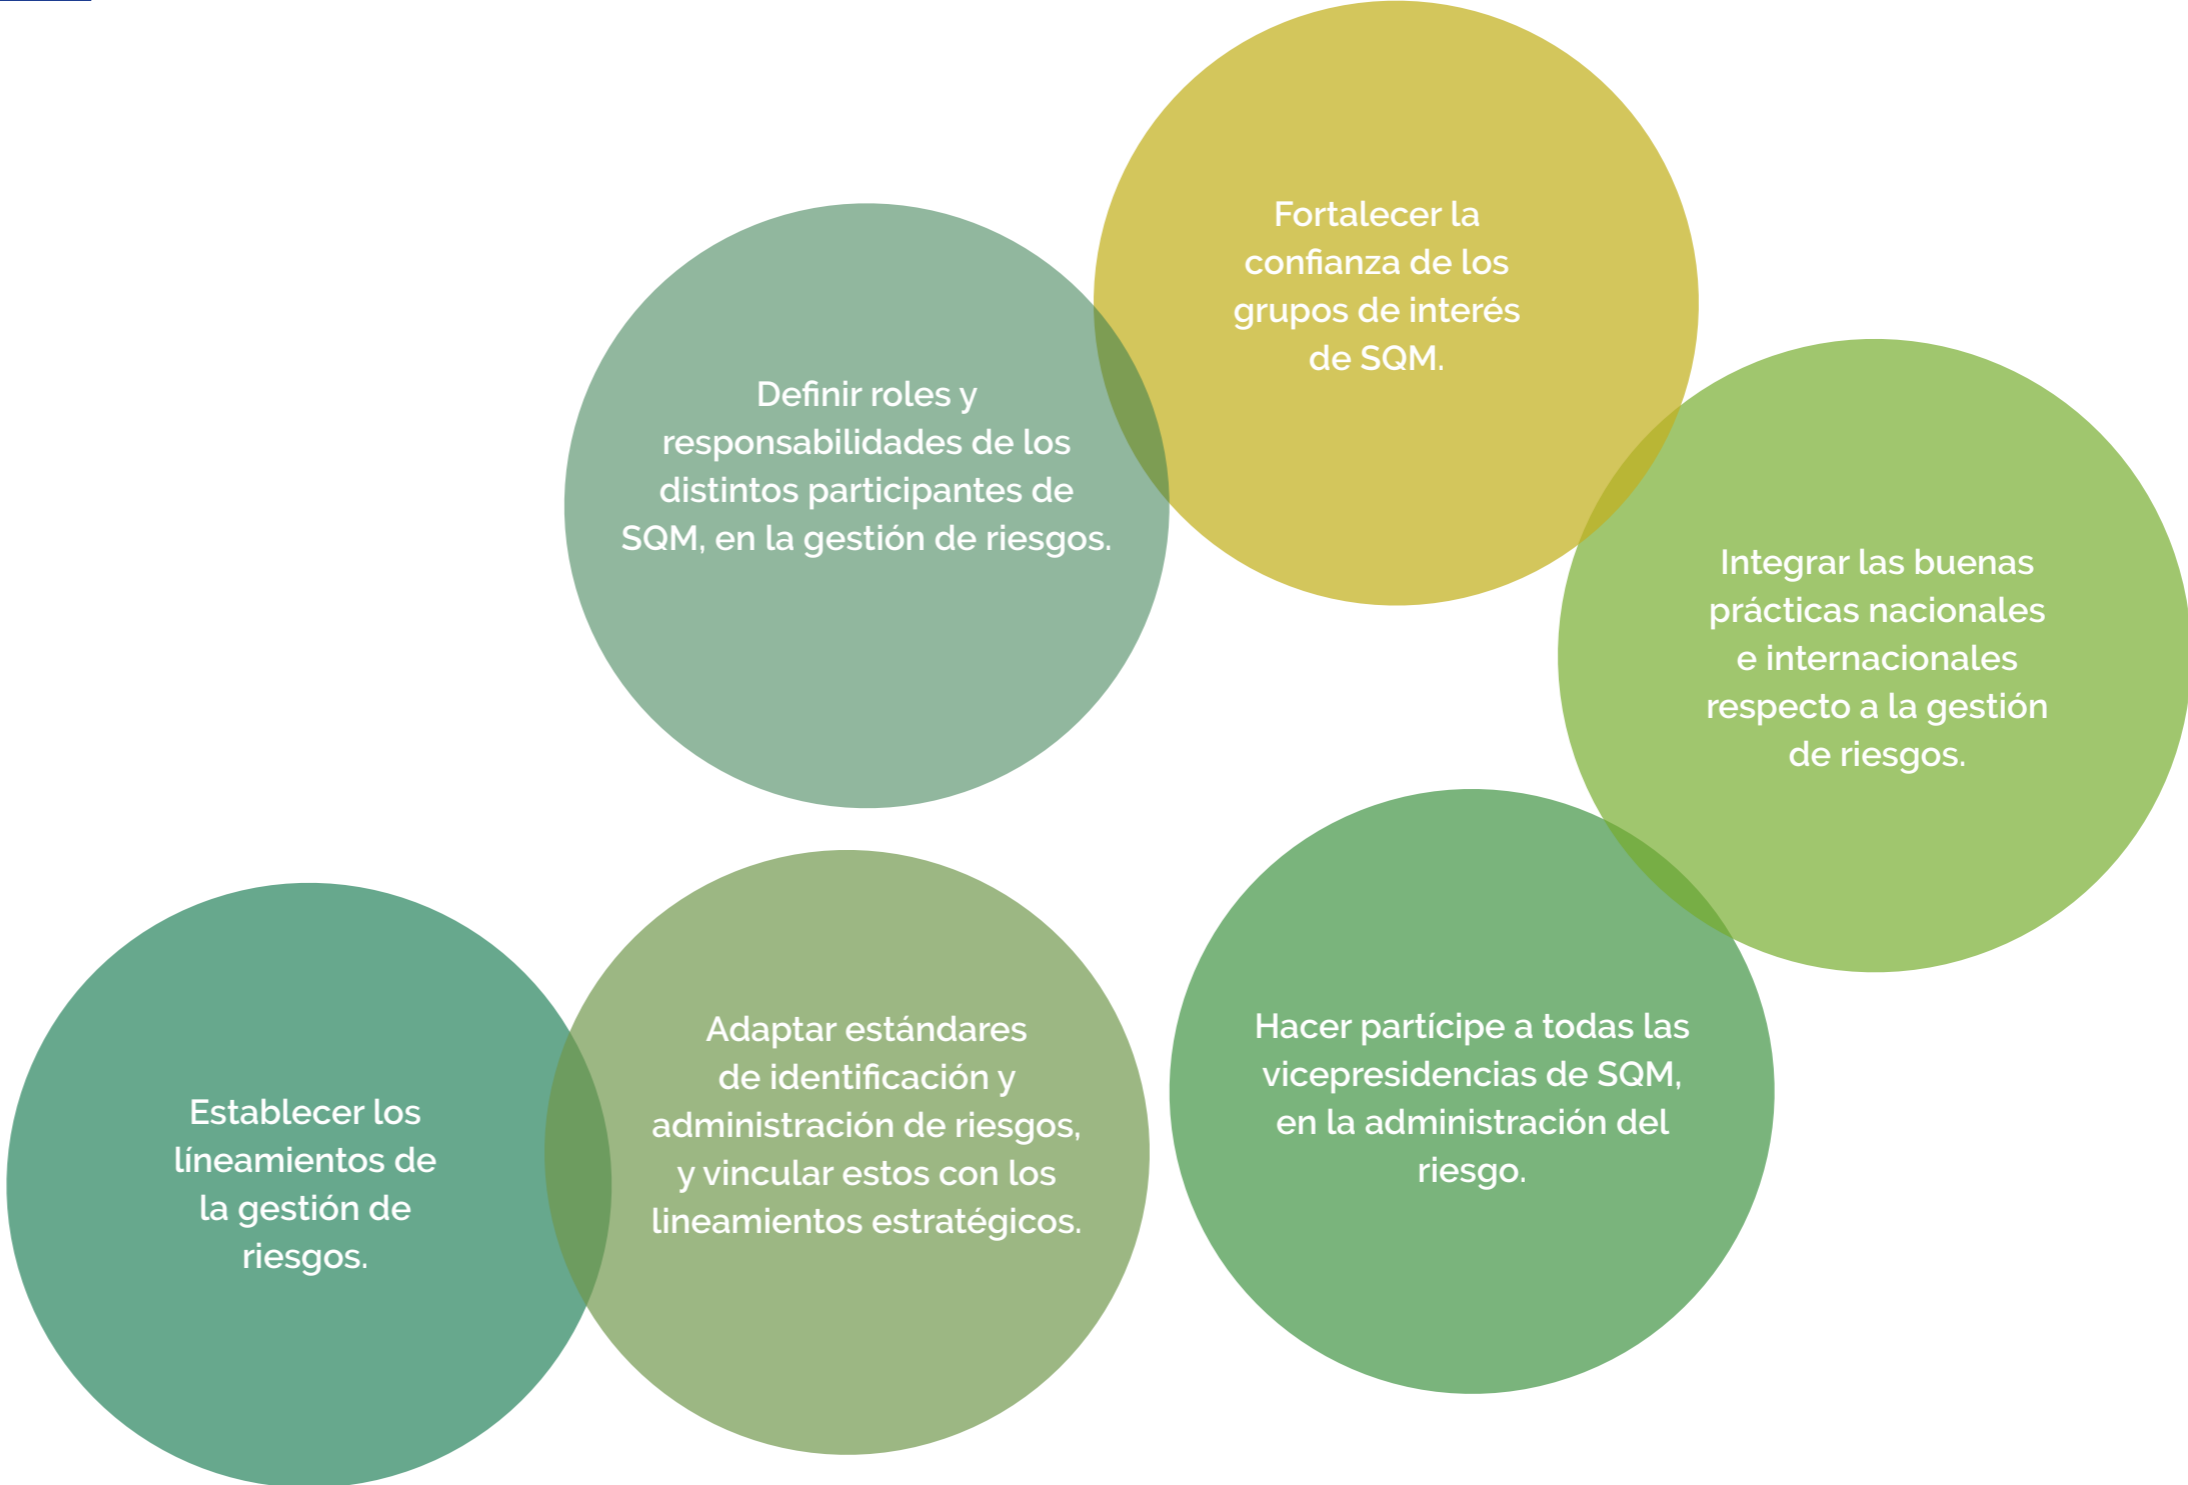 Fortalecer la
confianza de los
grupos de interés
de SQM.
Definir roles y
responsabilidades de los
distintos participantes de
SQM, en la gestión de riesgos.
Integrar las buenas
prácticas nacionales
e internacionales
respecto a la gestión
de riesgos.
Establecer los
líneamientos de
la gestión de
riesgos.
Adaptar estándares
de identificación y
administración de riesgos,
y vincular estos con los
lineamientos estratégicos.
Hacer partícipe a todas las
vicepresidencias de SQM,
en la administración del
riesgo.